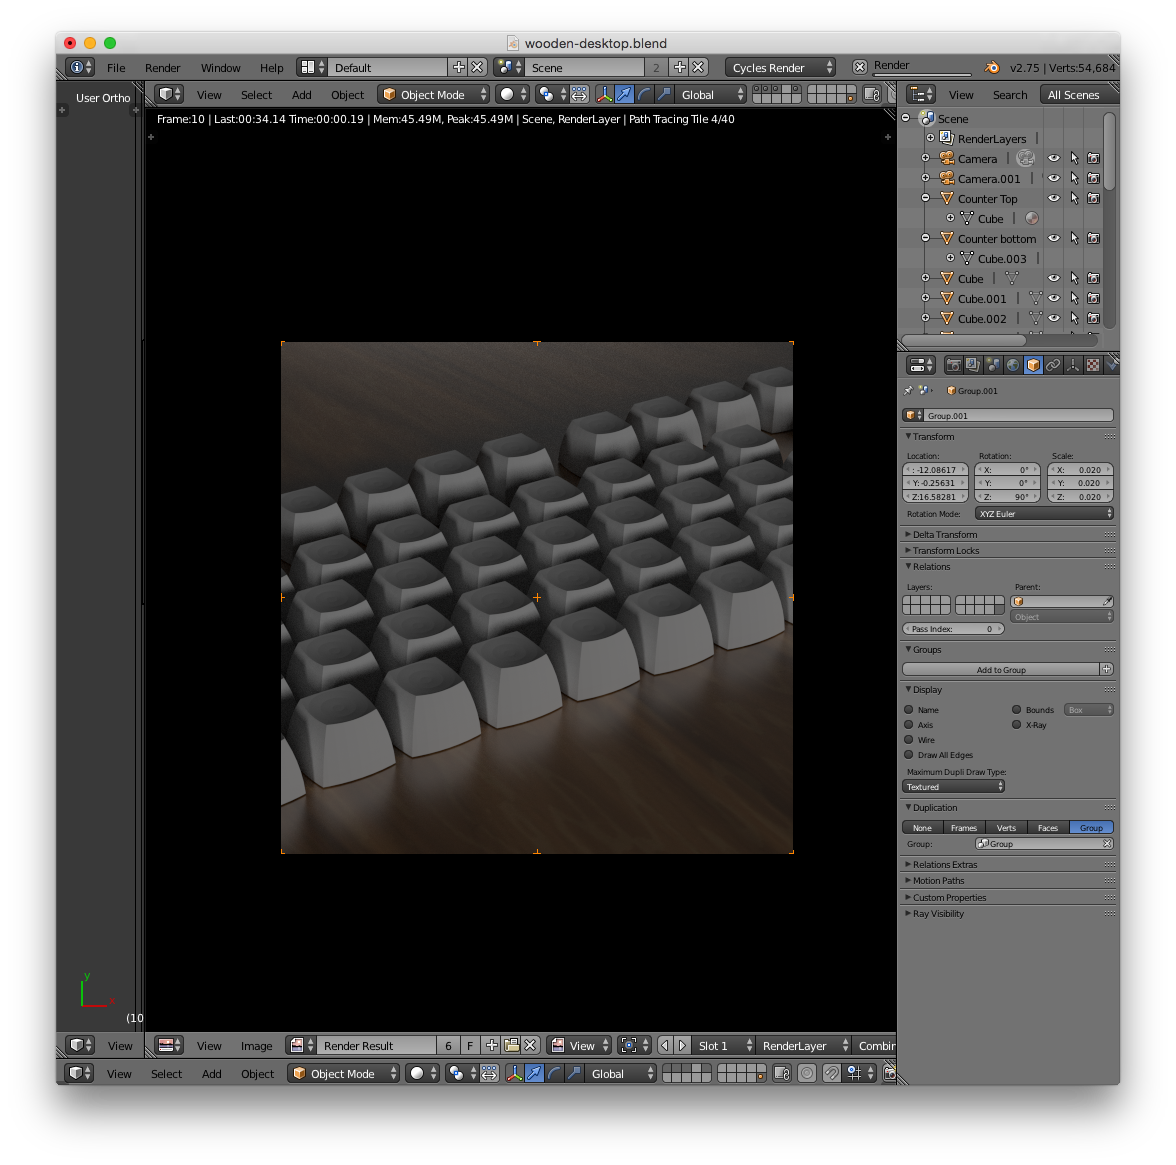 wooden-desktop.blend
File Render Window Help Default Scene 2 Cycles Render Render v2.75 | Verts:54,684
User Ortho
View Select Add Object Object Mode Global
View Search All Scenes
Frame:10 | Last:00:34.14 Time:00:00.19 | Mem:45.49M, Peak:45.49M | Scene, RenderLayer | Path Tracing Tile 4/40
Scene
RenderLayers |
Camera |
Camera.001 |
Counter Top
Cube |
Counter bottom
Cube.003 |
Cube |
Cube.001 |
Cube.002 |
Group.001
Group.001
Transform
Location: Rotation: Scale:
: -12.08617 X: 0° X: 0.020
Y: -0.25631 Y: 0° Y: 0.020
Z:16.58281 Z: 90° Z: 0.020
Rotation Mode: XYZ Euler
Delta Transform
Transform Locks
Relations
Layers: Parent:
Object
Pass Index: 0
Groups
Add to Group
Display
Name Bounds Box
Axis X-Ray
Wire
Draw All Edges
Maximum Dupli Draw Type:
Textured
Duplication
None Frames Verts Faces Group
Group: Group
Relations Extras
Motion Paths
Custom Properties
Ray Visibility
y
x
(10
View
View Image Render Result 6 F View Slot 1 RenderLayer Combin
View Select Add Object Object Mode Global